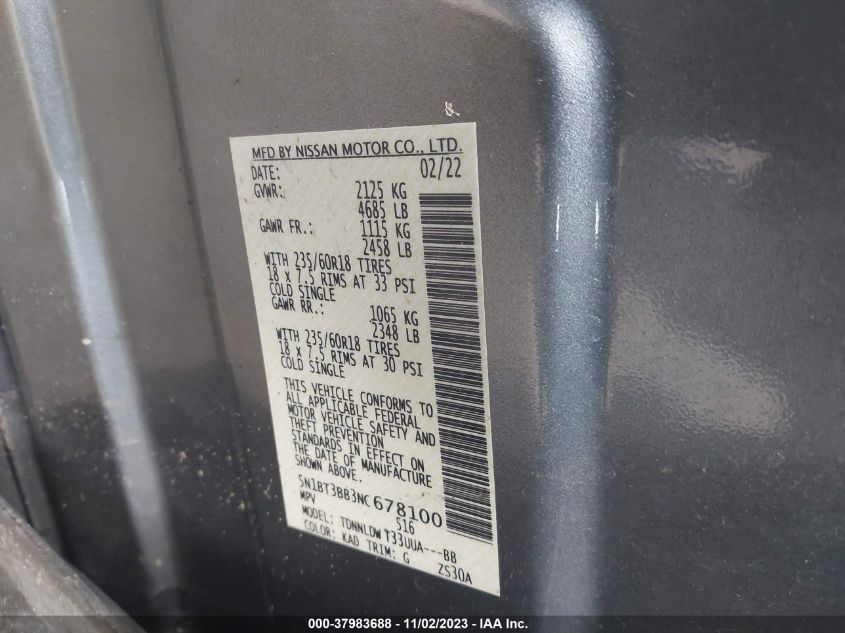 MFD BY NISSAN MOTOR CO., LTD.
DATE: 02/22
GVWR: 2125 KG
4685 LB
GAWR FR.: 1115 KG
2458 LB
WITH 235/60R18 TIRES
18 x 7.5 RIMS AT 33 PSI
COLD SINGLE
GAWR RR.: 1065 KG
2348 LB
WITH 235/60R18 TIRES
18 x 7.5 RIMS AT 30 PSI
COLD SINGLE
THIS VEHICLE CONFORMS TO
ALL APPLICABLE FEDERAL
MOTOR VEHICLE SAFETY AND
THEFT PREVENTION
STANDARDS IN EFFECT ON
THE DATE OF MANUFACTURE
SHOWN ABOVE.
5N1BT3BB3NC678100
MPV S16
MODEL: TDNNLDWT33UUA---BB
COLOR: KAD TRIM: G ZS30A
000-37983688 - 11/02/2023 - IAA Inc.